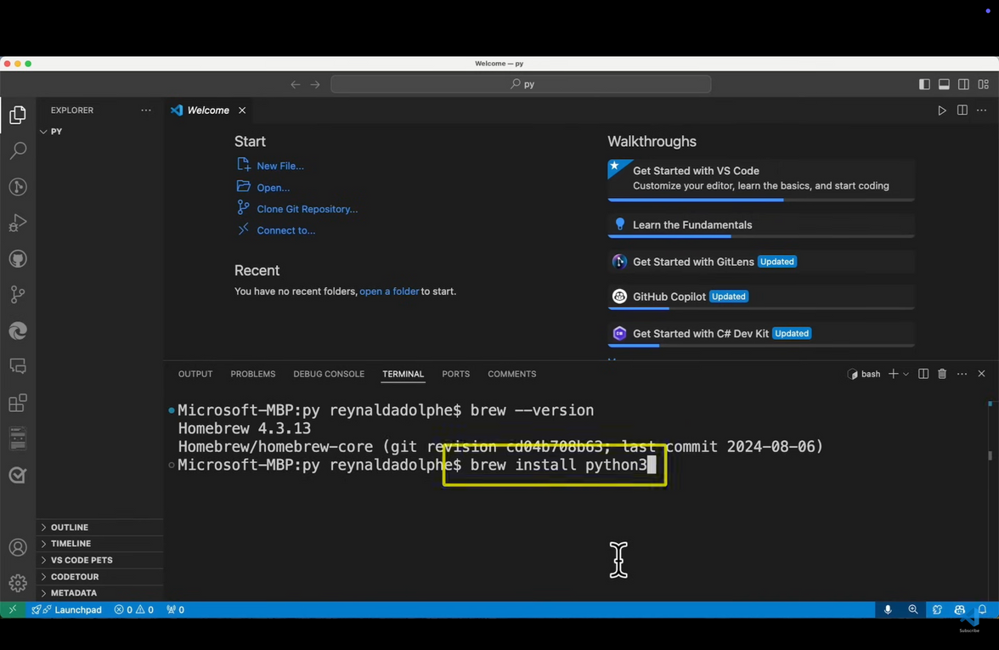 Welcome — py
py
EXPLORER
PY
Welcome
Start
New File...
Open...
Clone Git Repository...
Connect to...
Recent
You have no recent folders, open a folder to start.
Walkthroughs
Get Started with VS Code
Customize your editor, learn the basics, and start coding
Learn the Fundamentals
Get Started with GitLens Updated
GitHub Copilot Updated
Get Started with C# Dev Kit Updated
OUTPUT PROBLEMS DEBUG CONSOLE TERMINAL PORTS COMMENTS
bash
Microsoft-MBP:py reynaldadolphe$ brew --version
Homebrew 4.3.13
Homebrew/homebrew-core (git revision cd04b708b63; last commit 2024-08-06)
Microsoft-MBP:py reynaldadolphe$ brew install python3
OUTLINE
TIMELINE
VS CODE PETS
CODETOUR
METADATA
Launchpad 0 0 0
Subscribe